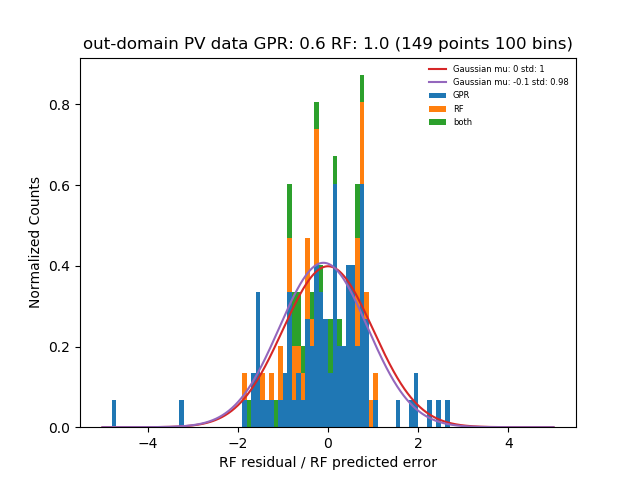 out-domain PV data GPR: 0.6 RF: 1.0 (149 points 100 bins)
Gaussian mu: 0 std: 1
Gaussian mu: -0.1 std: 0.98
GPR
RF
both
Normalized Counts
0.8
0.6
0.4
0.2
0.0
−4 −2 0 2 4
RF residual / RF predicted error